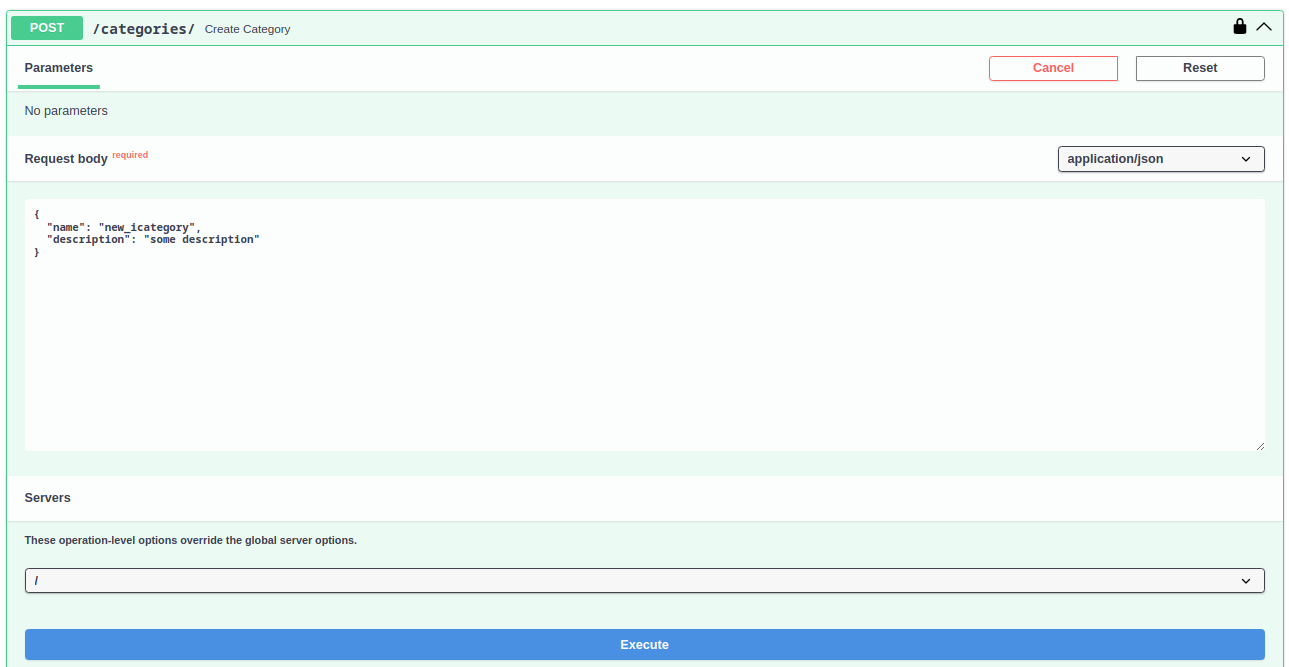 POST /categories/ Create Category
Parameters Cancel Reset
No parameters
Request body required application/json
{
  "name": "new_icategory",
  "description": "some description"
}
Servers
These operation-level options override the global server options.
/
Execute